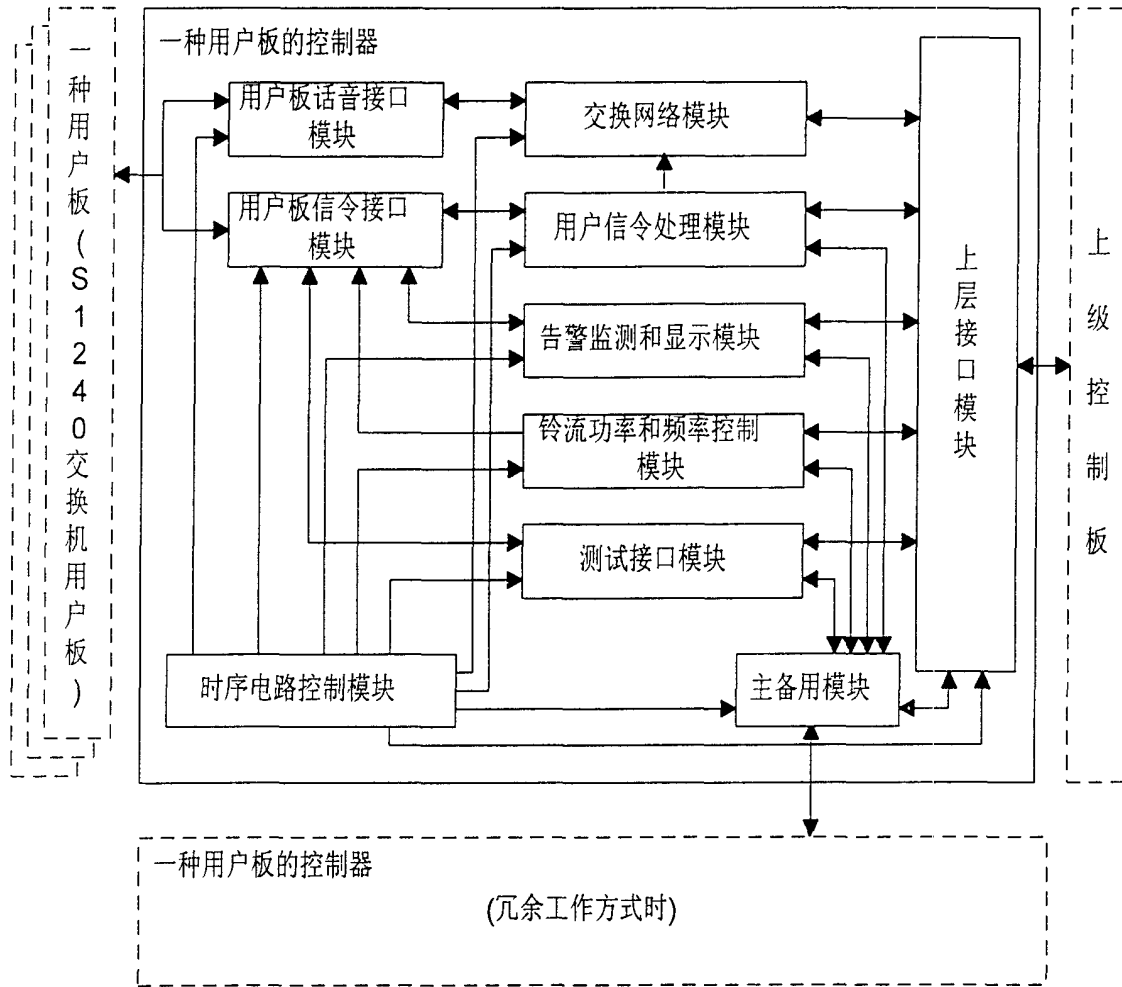 一种用户板(S1240交换机用户板)
一种用户板的控制器
用户板话音接口
模块
交换网络模块
用户板信令接口
模块
用户信令处理模块
告警监测和显示模块
铃流功率和频率控制
模块
测试接口模块
时序电路控制模块
主备用模块
上层接口模块
上级控制板
一种用户板的控制器
(冗余工作方式时)